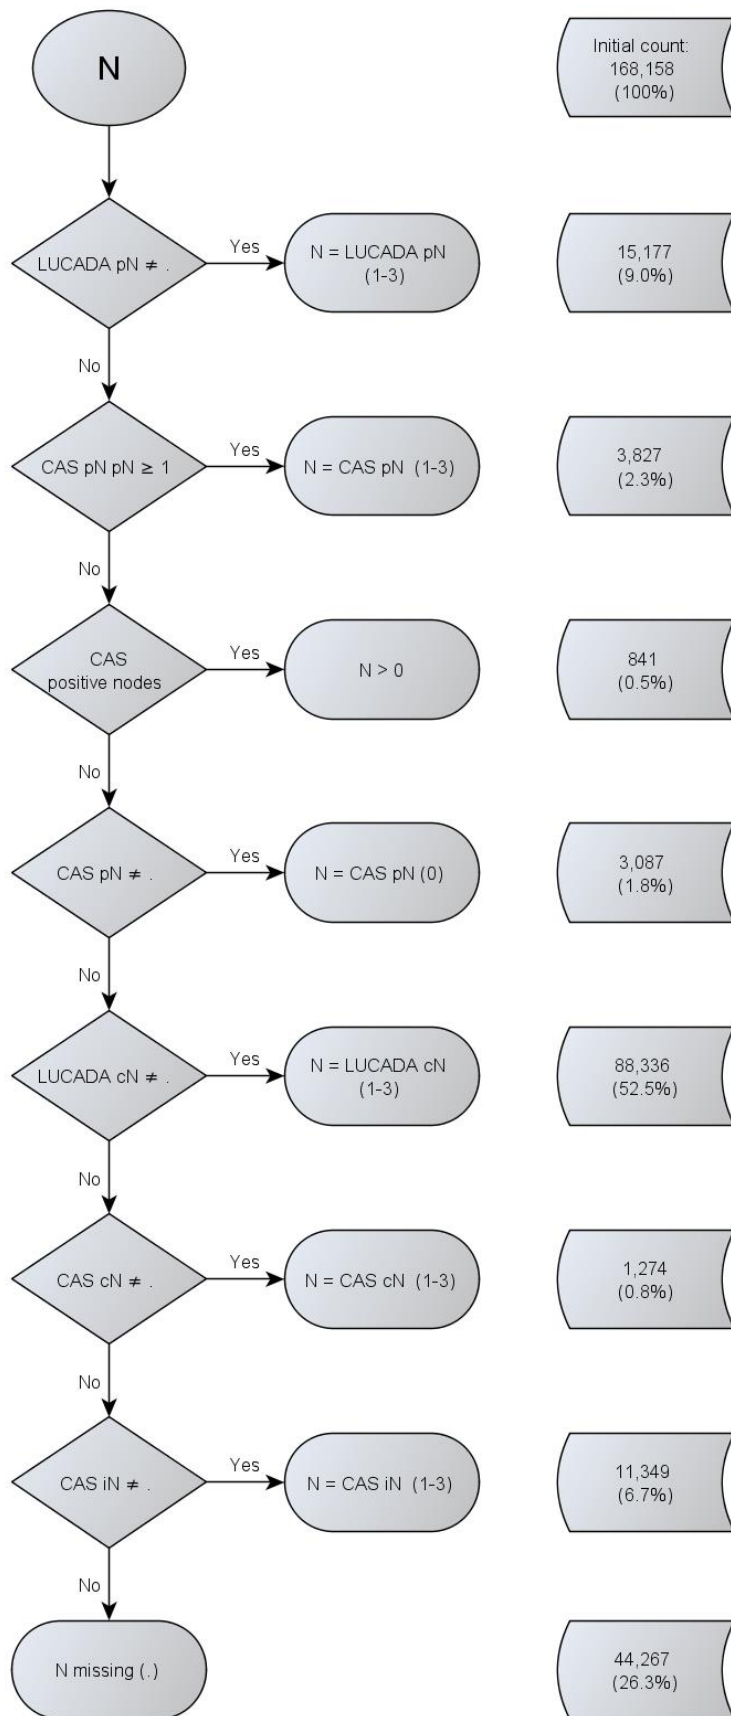 N
Initial count:
168,158
(100%)
LUCADA pN ≠ .
Yes
N = LUCADA pN
(1-3)
15,177
(9.0%)
No
CAS pN pN ≥ 1
Yes
N = CAS pN (1-3)
3,827
(2.3%)
No
CAS
positive nodes
Yes
N > 0
841
(0.5%)
No
CAS pN ≠ .
Yes
N = CAS pN (0)
3,087
(1.8%)
No
LUCADA cN ≠ .
Yes
N = LUCADA cN
(1-3)
88,336
(52.5%)
No
CAS cN ≠ .
Yes
N = CAS cN (1-3)
1,274
(0.8%)
No
CAS iN ≠ .
Yes
N = CAS iN (1-3)
11,349
(6.7%)
No
N missing (.)
44,267
(26.3%)